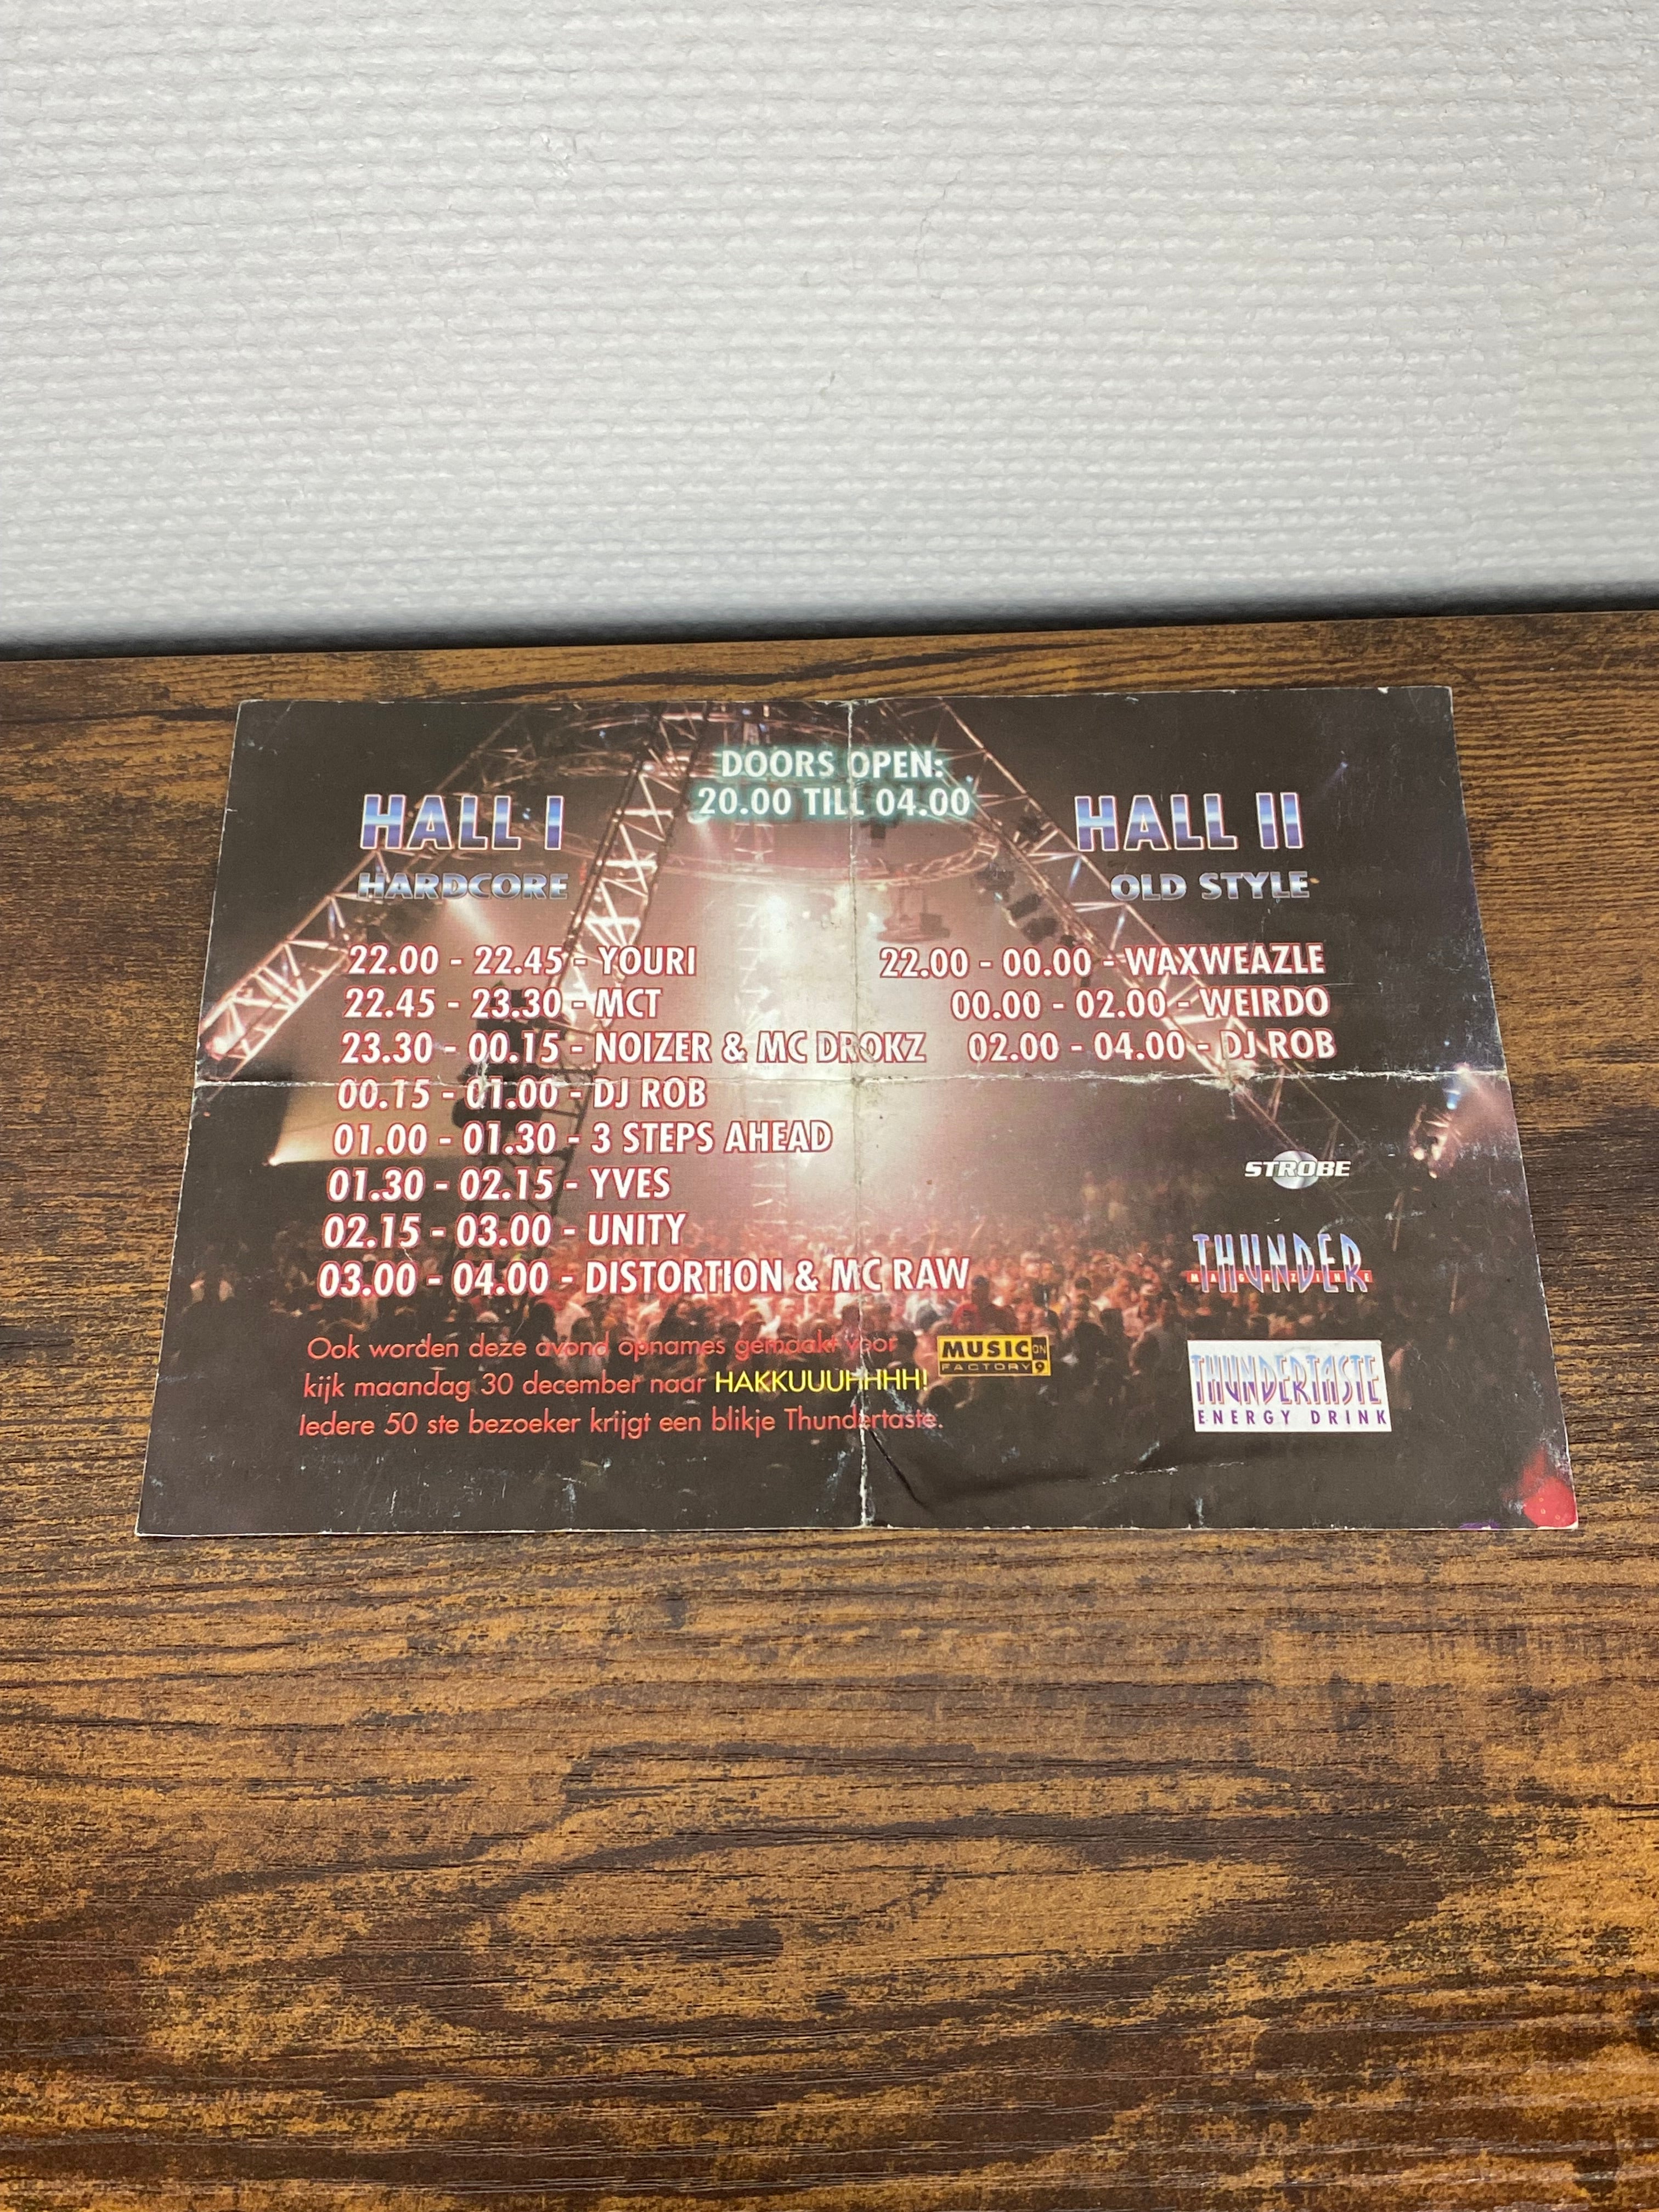 DOORS OPEN:
20.00 TILL 04.00
HALL I
HARDCORE
22.00 - 22.45 - YOURI
22.45 - 23.30 - MCT
23.30 - 00.15 - NOIZER & MC DROKZ
00.15 - 01.00 - DJ ROB
01.00 - 01.30 - 3 STEPS AHEAD
01.30 - 02.15 - YVES
02.15 - 03.00 - UNITY
03.00 - 04.00 - DISTORTION & MC RAW
HALL II
OLD STYLE
22.00 - 00.00 - WAXWEAZLE
00.00 - 02.00 - WEIRDO
02.00 - 04.00 - DJ ROB
STROBE
THUNDER
MAGAZINE
THUNDERTASTE
ENERGY DRINK
Ook worden deze avond opnames gemaakt voor
MUSIC ON
FACTORY 9
kijk maandag 30 december naar HAKKUUUHHHH!
Iedere 50 ste bezoeker krijgt een blikje Thundertaste.